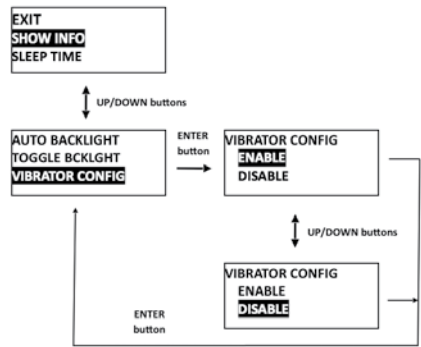 EXIT
SHOW INFO
SLEEP TIME
UP/DOWN buttons
AUTO BACKLIGHT
TOGGLE BCKLGHT
VIBRATOR CONFIG
ENTER
button
VIBRATOR CONFIG
ENABLE
DISABLE
UP/DOWN buttons
VIBRATOR CONFIG
ENABLE
DISABLE
ENTER
button